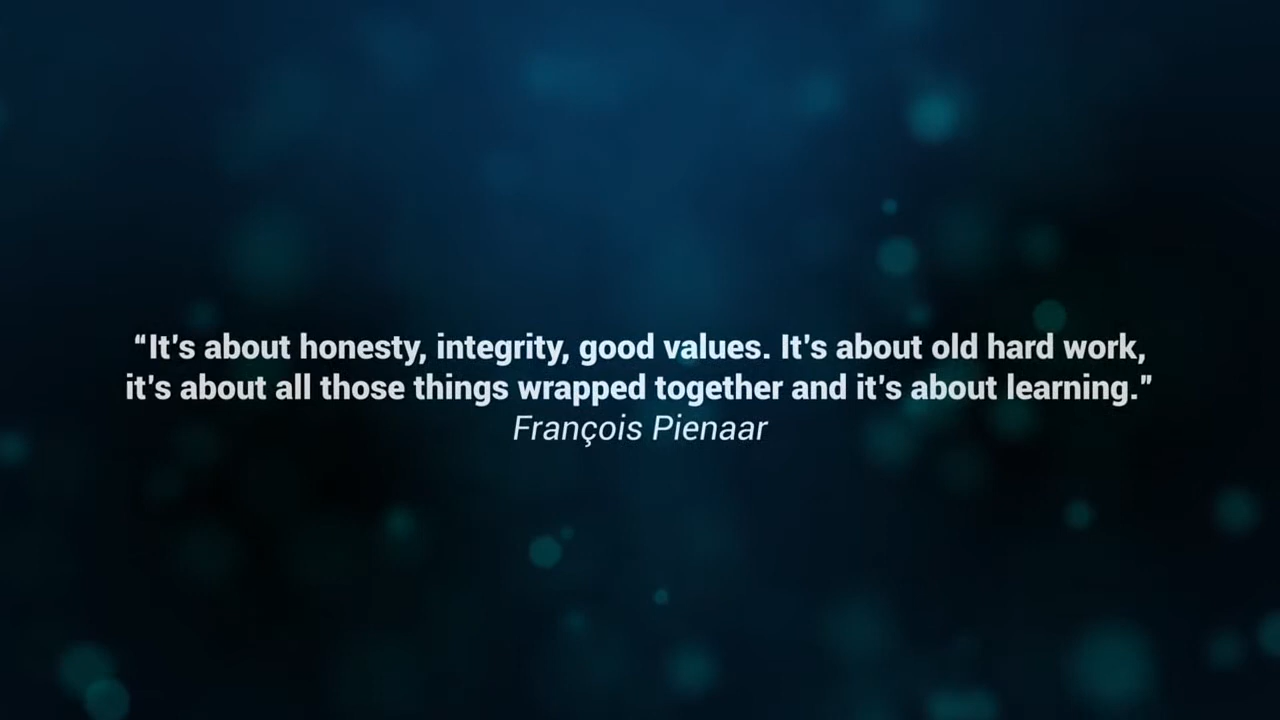 “It’s about honesty, integrity, good values. It’s about old hard work,
it’s about all those things wrapped together and it’s about learning.”
François Pienaar